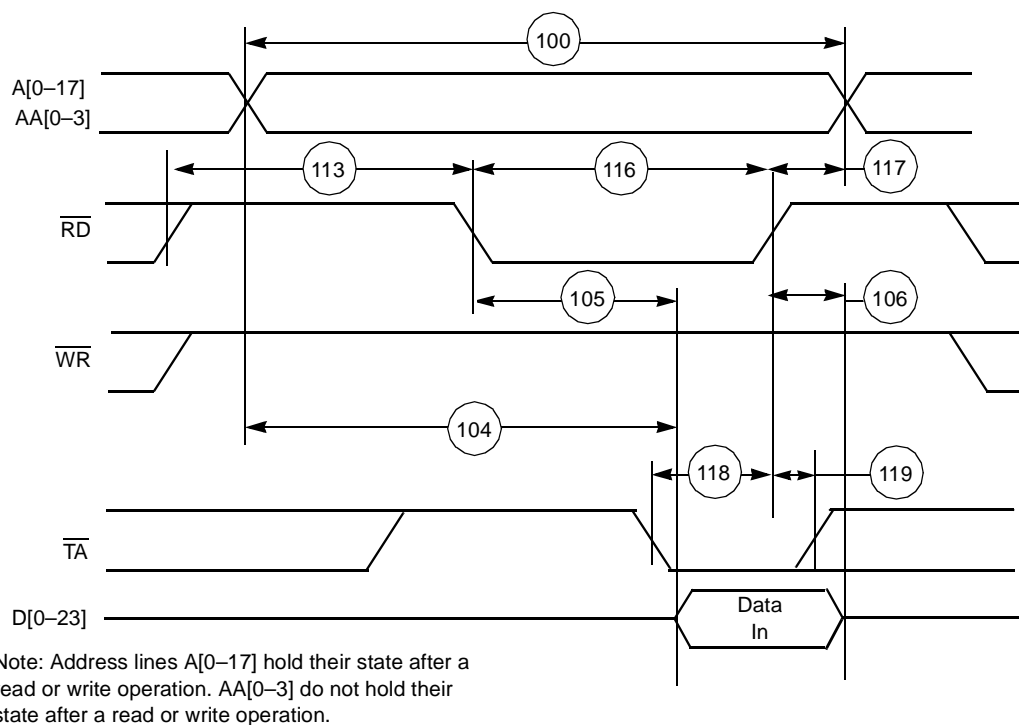 100
A[0–17]
AA[0–3]
113
116
117
RD
105
106
WR
104
118
119
TA
D[0–23]
Data
In
Note: Address lines A[0–17] hold their state after a
read or write operation. AA[0–3] do not hold their
state after a read or write operation.